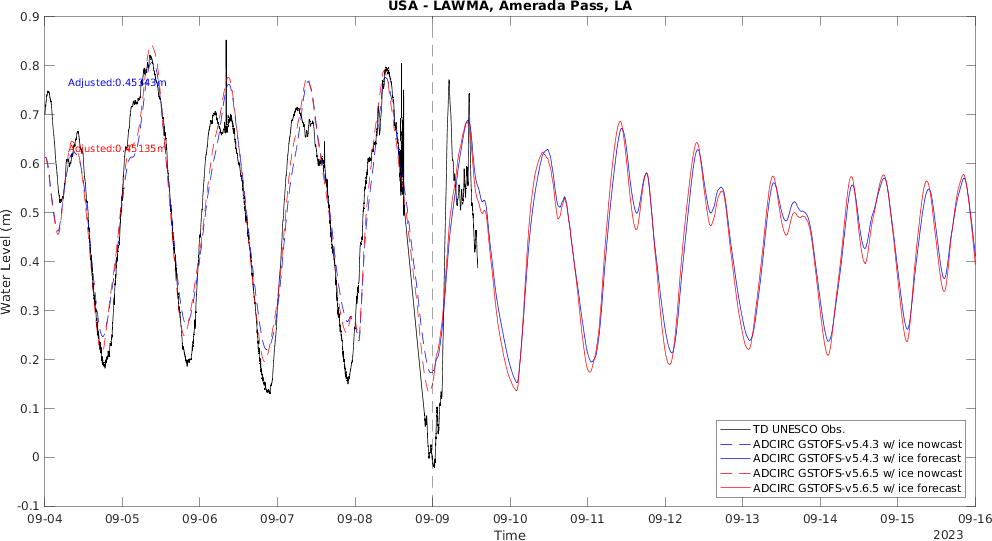 USA - LAWMA, Amerada Pass, LA
0.9
0.8
0.7
0.6
0.5
0.4
0.3
0.2
0.1
0
-0.1
Water Level (m)
Adjusted:0.45343m
Adjusted:0.45135m
TD UNESCO Obs.
ADCIRC GSTOFS-v5.4.3 w/ ice nowcast
ADCIRC GSTOFS-v5.4.3 w/ ice forecast
ADCIRC GSTOFS-v5.6.5 w/ ice nowcast
ADCIRC GSTOFS-v5.6.5 w/ ice forecast
09-04 09-05 09-06 09-07 09-08 09-09 09-10 09-11 09-12 09-13 09-14 09-15 09-16
Time
2023